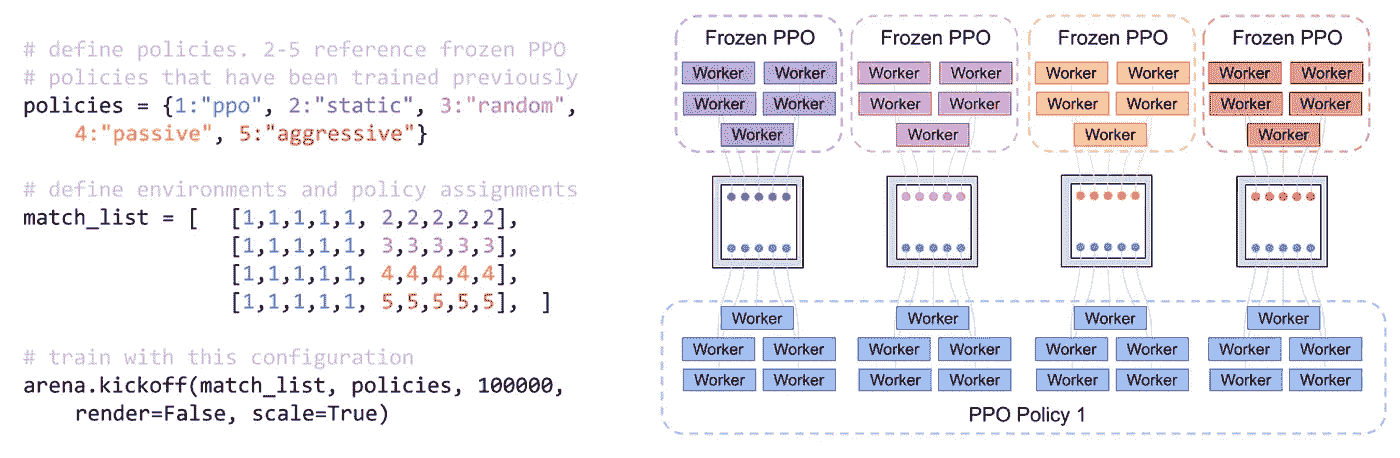 # define policies. 2-5 reference frozen PPO
# policies that have been trained previously
policies = {1:"ppo", 2:"static", 3:"random",
    4:"passive", 5:"aggressive"}
# define environments and policy assignments
match_list = [   [1,1,1,1,1, 2,2,2,2,2],
                 [1,1,1,1,1, 3,3,3,3,3],
                 [1,1,1,1,1, 4,4,4,4,4],
                 [1,1,1,1,1, 5,5,5,5,5],  ]
# train with this configuration
arena.kickoff(match_list, policies, 100000,
    render=False, scale=True)
Frozen PPO Frozen PPO Frozen PPO Frozen PPO
Worker Worker Worker Worker Worker Worker Worker Worker
Worker Worker Worker Worker Worker Worker Worker Worker
Worker Worker Worker Worker
Worker Worker Worker Worker
Worker Worker Worker Worker Worker Worker Worker Worker
Worker Worker Worker Worker Worker Worker Worker Worker
PPO Policy 1